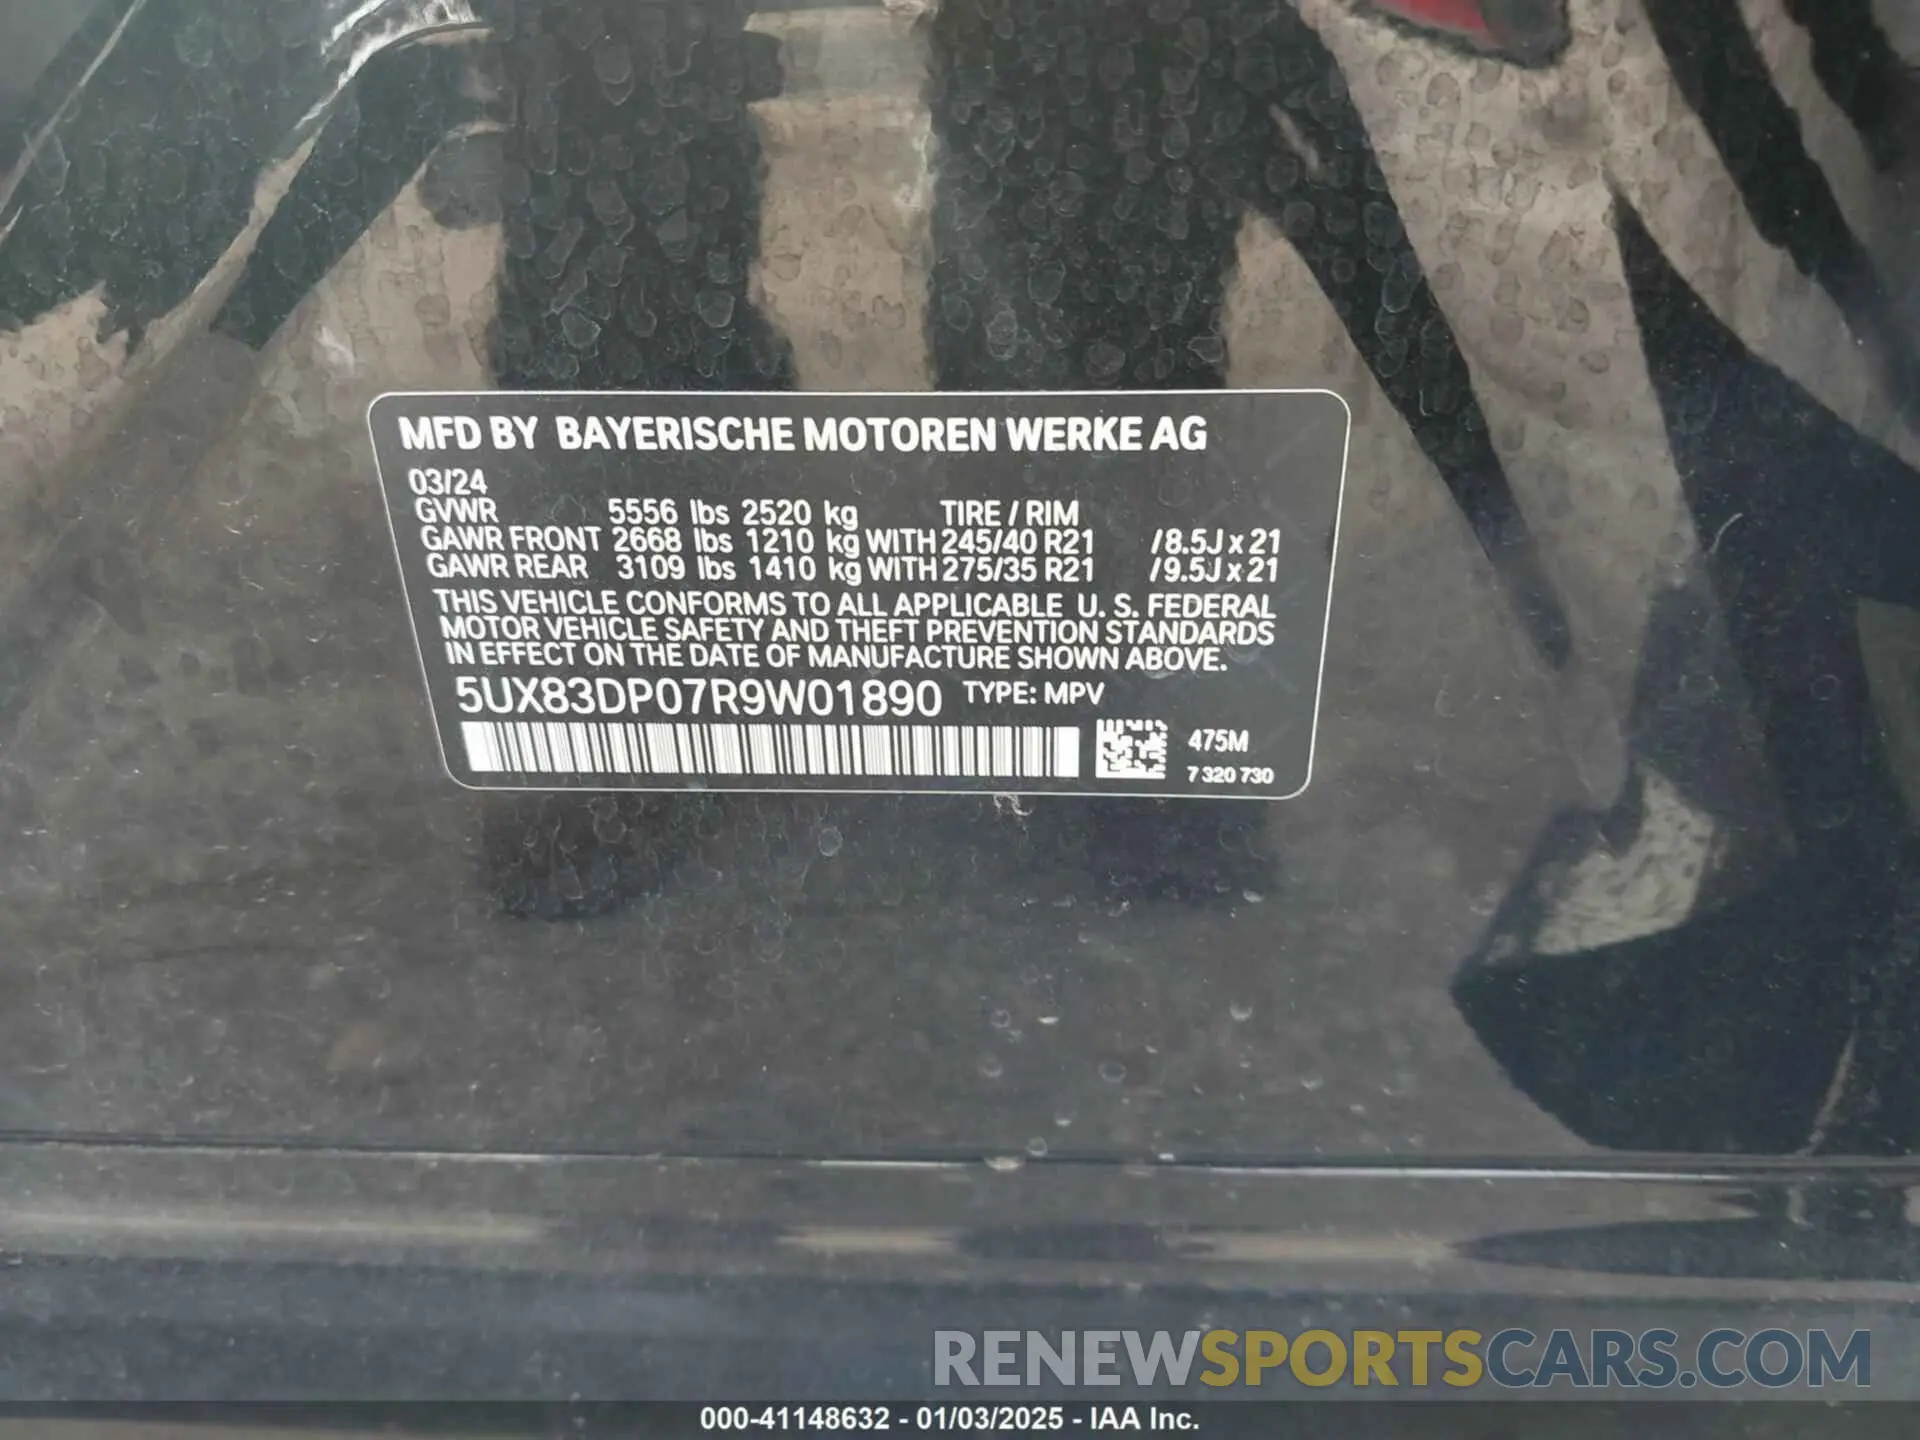 MFD BY BAYERISCHE MOTOREN WERKE AG
03/24
GVWR 5556 lbs 2520 kg TIRE / RIM
GAWR FRONT 2668 lbs 1210 kg WITH 245/40 R21 /8.5J x 21
GAWR REAR 3109 lbs 1410 kg WITH 275/35 R21 /9.5J x 21
THIS VEHICLE CONFORMS TO ALL APPLICABLE U. S. FEDERAL
MOTOR VEHICLE SAFETY AND THEFT PREVENTION STANDARDS
IN EFFECT ON THE DATE OF MANUFACTURE SHOWN ABOVE.
5UX83DP07R9W01890 TYPE: MPV
475M
7 320 730
RENEWSPORTSCARS.COM
000-41148632 - 01/03/2025 - IAA Inc.